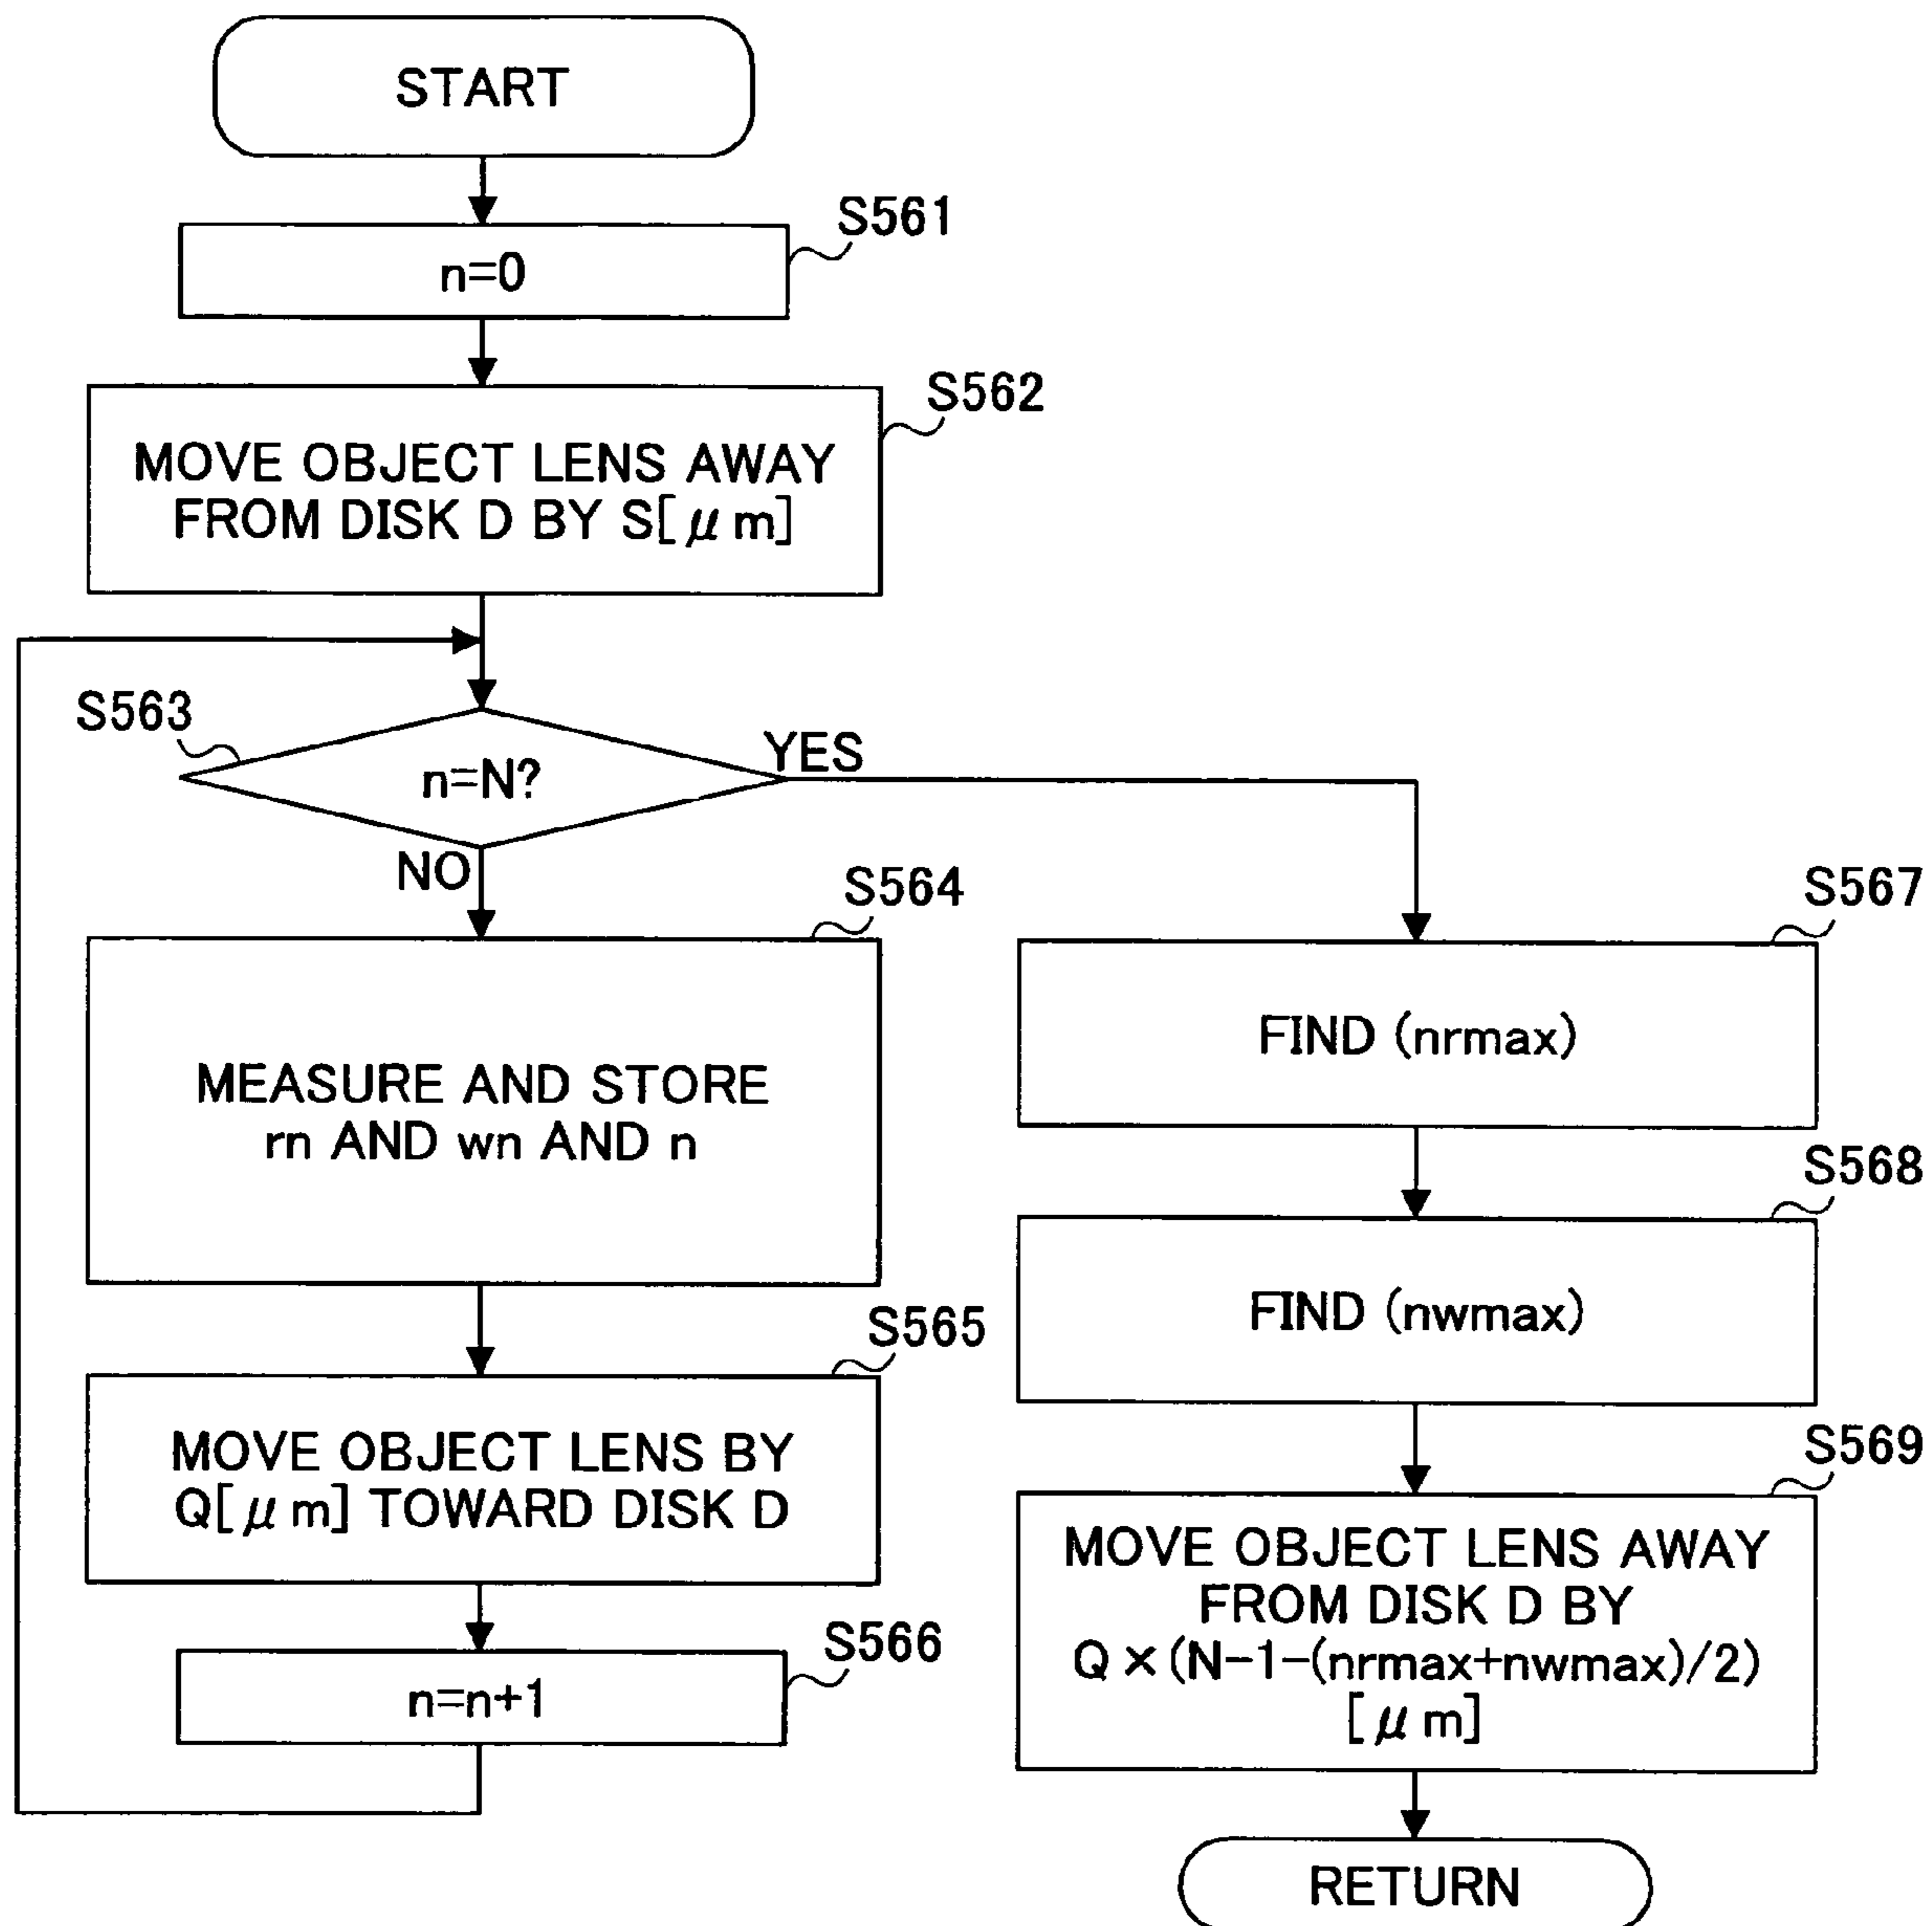 START
S561
n=0
S562
MOVE OBJECT LENS AWAY
FROM DISK D BY S[μm]
S563
n=N?
YES
NO
S564
MEASURE AND STORE
rn AND wn AND n
S565
MOVE OBJECT LENS BY
Q[μm] TOWARD DISK D
S566
n=n+1
S567
FIND (nrmax)
S568
FIND (nwmax)
S569
MOVE OBJECT LENS AWAY
FROM DISK D BY
Q×(N-1-(nrmax+nwmax)/2)
[μm]
RETURN